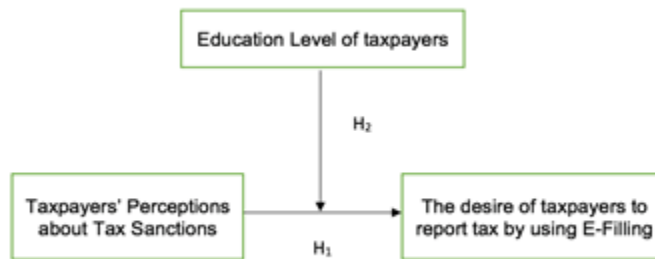 Education Level of taxpayers
H₂
Taxpayers' Perceptions
about Tax Sanctions
The desire of taxpayers to
report tax by using E-Filling
H₁